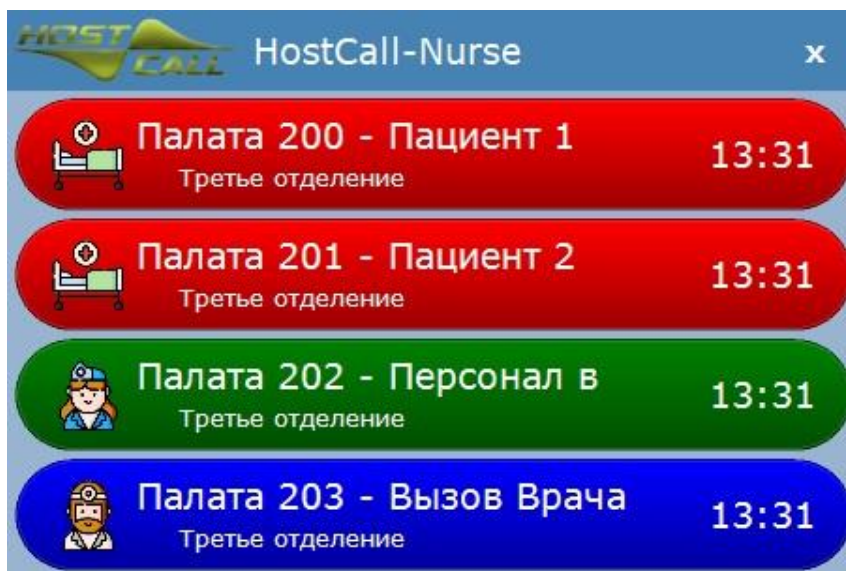 HOST
CALL
HostCall-Nurse
x
Палата 200 - Пациент 1
Третье отделение
13:31
Палата 201 - Пациент 2
Третье отделение
13:31
Палата 202 - Персонал в
Третье отделение
13:31
Палата 203 - Вызов Врача
Третье отделение
13:31